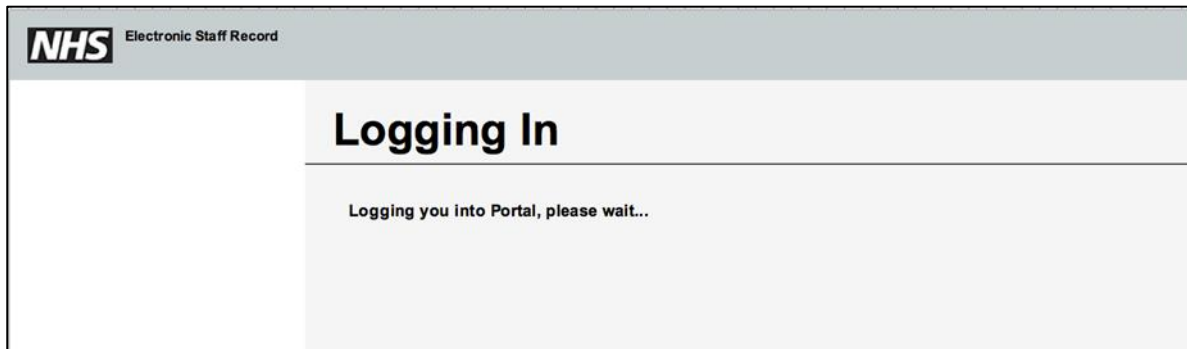 NHS Electronic Staff Record
Logging In
Logging you into Portal, please wait...